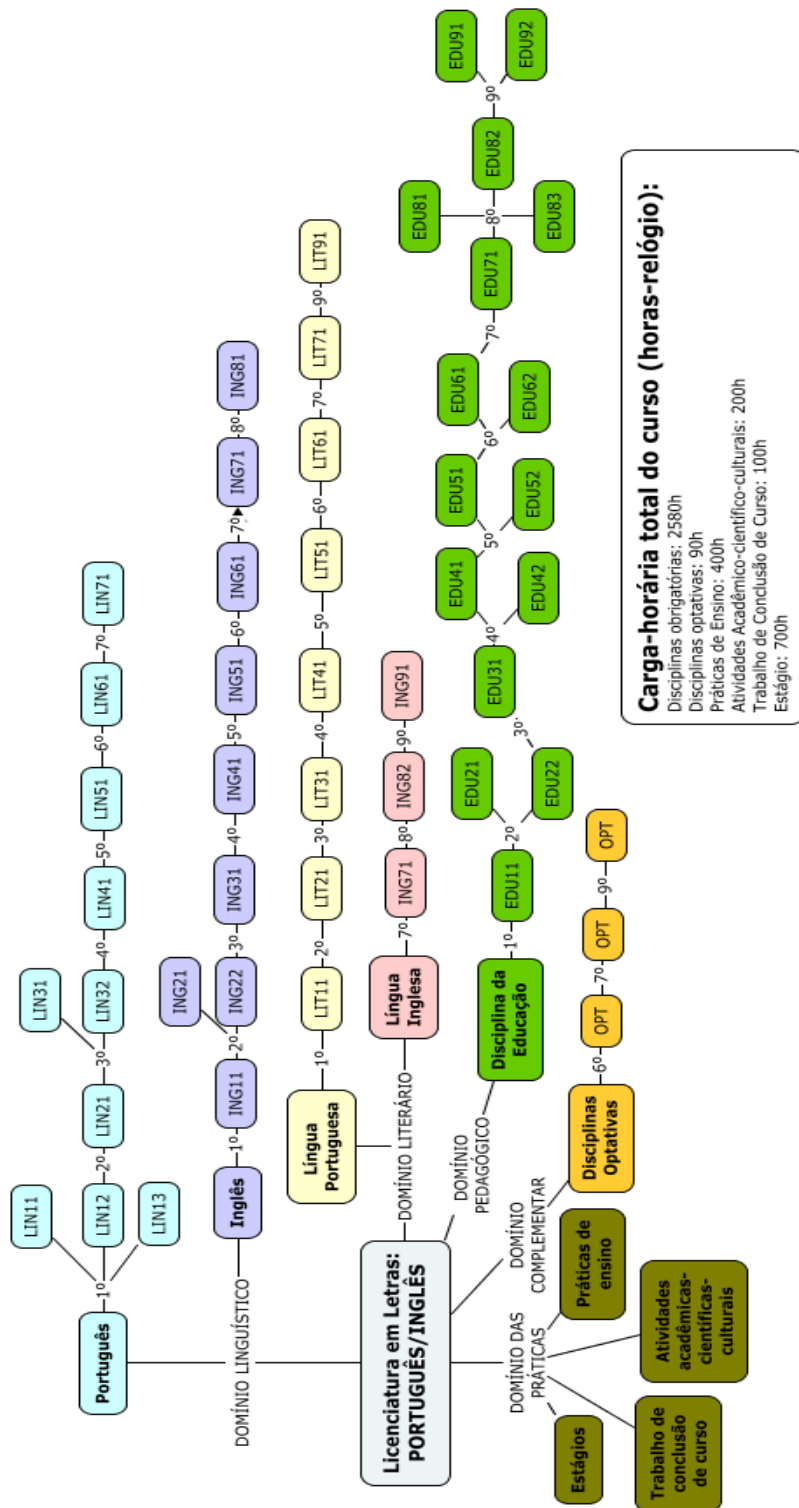 LIN11
LIN31
Português
1º
LIN12
2º
LIN21
3º
LIN32
4º
LIN41
5º
LIN51
6º
LIN61
7º
LIN71
LIN13
ING21
Inglês
1º
ING11
2º
ING22
3º
ING31
4º
ING41
5º
ING51
6º
ING61
7º
ING71
8º
ING81
DOMÍNIO LINGUÍSTICO
Língua
Portuguesa
1º
LIT11
2º
LIT21
3º
LIT31
4º
LIT41
5º
LIT51
6º
LIT61
7º
LIT71
9º
LIT91
Licenciatura em Letras:
PORTUGUÊS/INGLÊS
DOMÍNIO LITERÁRIO
Língua
Inglesa
7º
ING71
8º
ING82
9º
ING91
DOMÍNIO
PEDAGÓGICO
Disciplina da
Educação
1º
EDU11
2º
EDU21
EDU22
3º
EDU31
4º
EDU41
EDU42
5º
EDU51
EDU52
6º
EDU61
EDU62
7º
EDU71
8º
EDU81
EDU82
EDU83
9º
EDU91
EDU92
DOMÍNIO
COMPLEMENTAR
Disciplinas
Optativas
6º
OPT
7º
OPT
9º
OPT
DOMÍNIO DAS
PRÁTICAS
Estágios
Práticas de
ensino
Trabalho de
conclusão
de curso
Atividades
acadêmicas-
científicas-
culturais
Carga-horária total do curso (horas-relógio):
Disciplinas obrigatórias: 2580h
Disciplinas optativas: 90h
Práticas de Ensino: 400h
Atividades Acadêmico-científico-culturais: 200h
Trabalho de Conclusão de Curso: 100h
Estágio: 700h